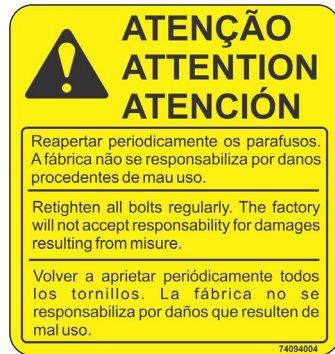 ATENÇÃO
ATTENTION
ATENCIÓN
Reapertar periodicamente os parafusos.
A fábrica não se responsabiliza por danos
procedentes de mau uso.
Retighten all bolts regularly. The factory
will not accept responsability for damages
resulting from misure.
Volver a aprietar periódicamente todos
los tornillos. La fábrica no se
responsabiliza por daños que resulten de
mal uso.
74094004